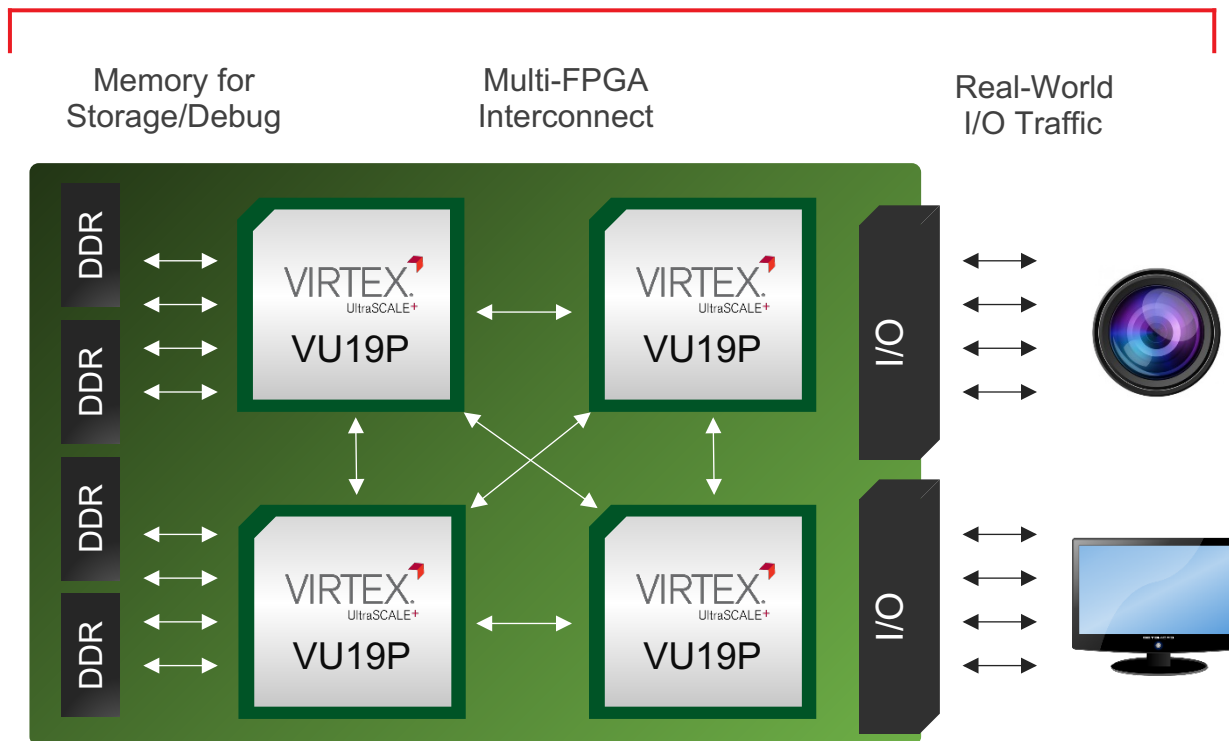 Memory for
Storage/Debug
Multi-FPGA
Interconnect
Real-World
I/O Traffic
DDR
DDR
DDR
DDR
VIRTEX.
UltraSCALE+
VU19P
VIRTEX.
UltraSCALE+
VU19P
VIRTEX.
UltraSCALE+
VU19P
VIRTEX.
UltraSCALE+
VU19P
I/O
I/O